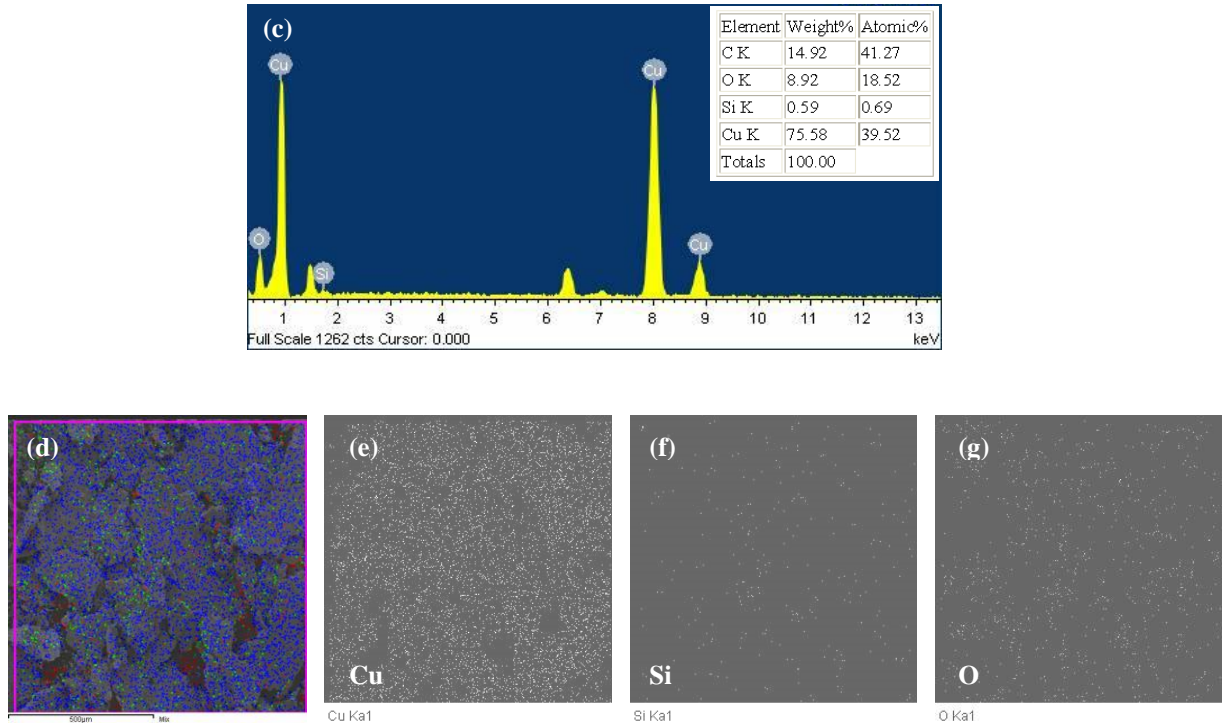 (c)
Element Weight% Atomic%
C K 14.92 41.27
O K 8.92 18.52
Si K 0.59 0.69
Cu K 75.58 39.52
Totals 100.00
Cu
Cu
O
Si
Cu
1 2 3 4 5 6 7 8 9 10 11 12 13
Full Scale 1262 cts Cursor: 0.000 keV
(d) (e) (f) (g)
Cu Si O
500µm Mix
Cu Ka1 Si Ka1 O Ka1